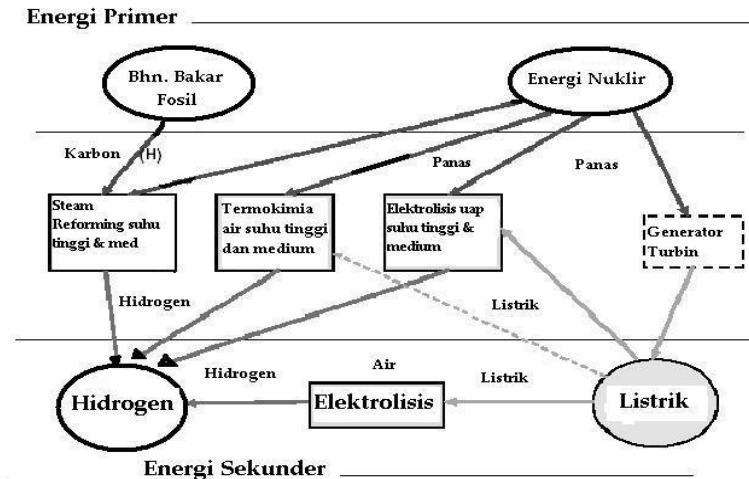 Energi Primer
Bhn. Bakar
Fosil
Energi Nuklir
Karbon (H)
Panas
Panas
Steam
Reforming suhu
tinggi & med
Termokimia
air suhu tinggi
dan medium
Elektrolisis uap
suhu tinggi &
medium
Generator
Turbin
Hidrogen
Listrik
Hidrogen
Air
Listrik
Hidrogen
Elektrolisis
Listrik
Energi Sekunder